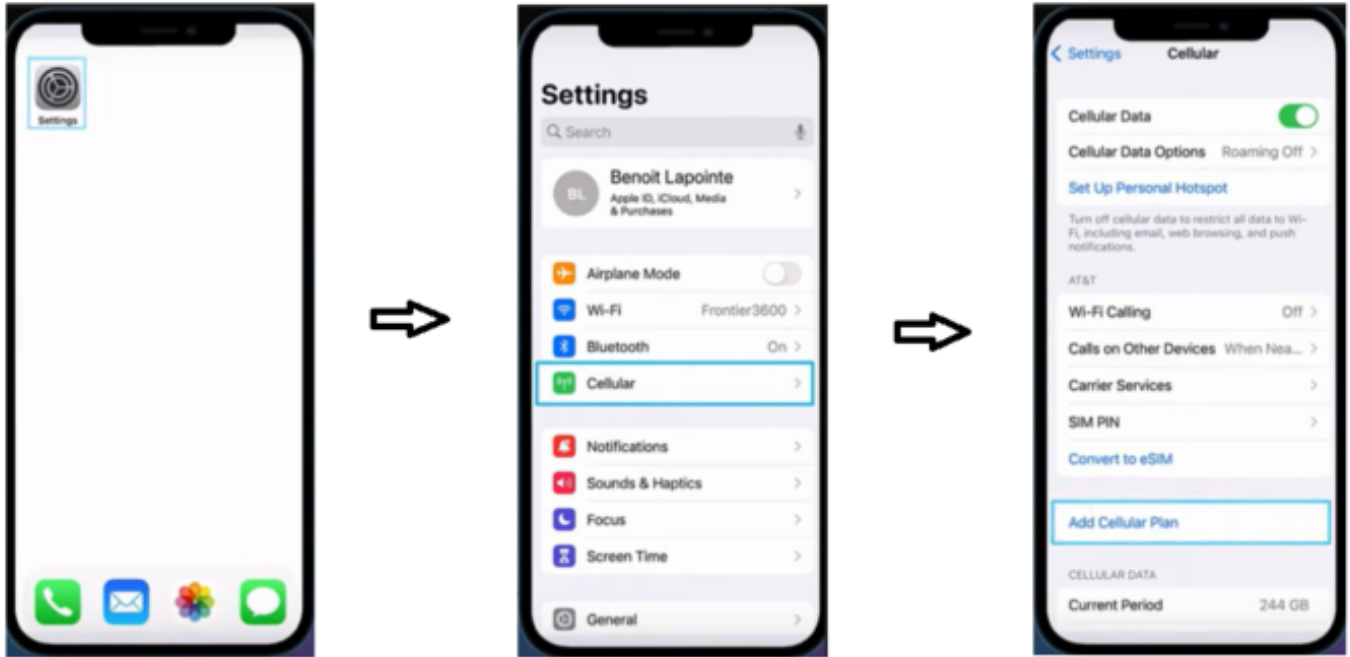 Settings
Settings
Search
BL
Benoit Lapointe
Apple ID, iCloud, Media
& Purchases
Airplane Mode
Wi-Fi Frontier3600
Bluetooth On
Cellular
Notifications
Sounds & Haptics
Focus
Screen Time
General
Settings Cellular
Cellular Data
Cellular Data Options Roaming Off
Set Up Personal Hotspot
Turn off cellular data to restrict all data to Wi-
Fi, including email, web browsing, and push
notifications.
AT&T
Wi-Fi Calling Off
Calls on Other Devices When Nea...
Carrier Services
SIM PIN
Convert to eSIM
Add Cellular Plan
CELLULAR DATA
Current Period 244 GB